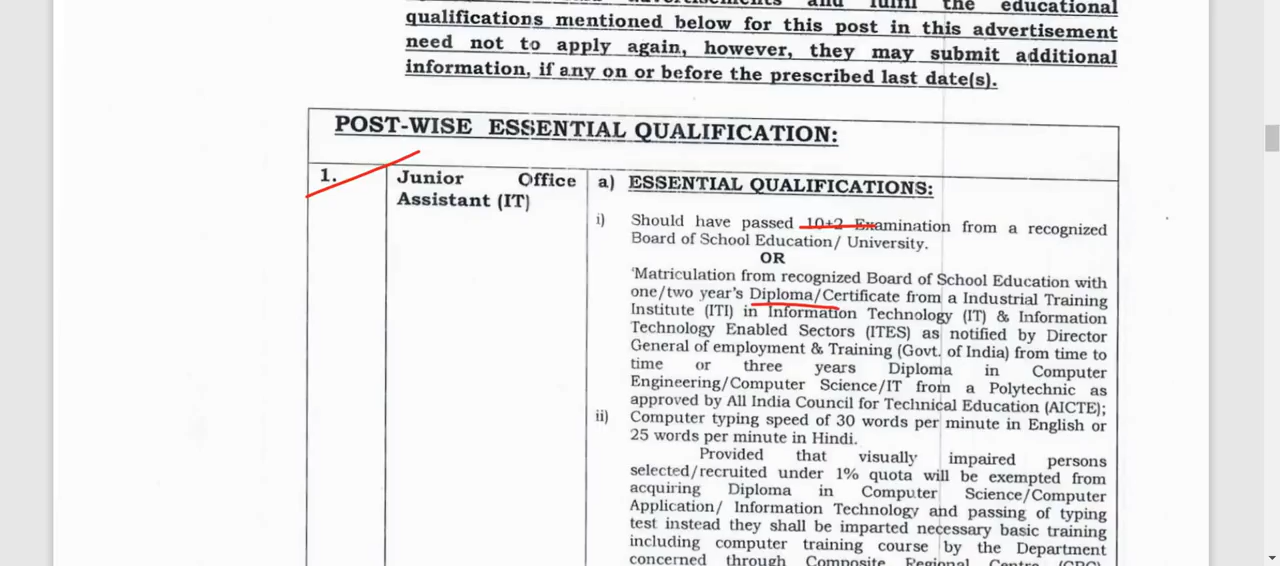 and fulfil the educational
qualifications mentioned below for this post in this advertisement
need not to apply again, however, they may submit additional
information, if any on or before the prescribed last date(s).
POST-WISE ESSENTIAL QUALIFICATION:
1. Junior Office a) ESSENTIAL QUALIFICATIONS:
Assistant (IT)
i) Should have passed 10+2 Examination from a recognized
Board of School Education/ University.
OR
'Matriculation from recognized Board of School Education with
one/two year's Diploma/Certificate from a Industrial Training
Institute (ITI) in Information Technology (IT) & Information
Technology Enabled Sectors (ITES) as notified by Director
General of employment & Training (Govt. of India) from time to
time or three years Diploma in Computer
Engineering/Computer Science/IT from a Polytechnic as
approved by All India Council for Technical Education (AICTE);
ii) Computer typing speed of 30 words per minute in English or
25 words per minute in Hindi.
Provided that visually impaired persons
selected/recruited under 1% quota will be exempted from
acquiring Diploma in Computer Science/Computer
Application/ Information Technology and passing of typing
test instead they shall be imparted necessary basic training
including computer training course by the Department
concerned through Composite Regional Centre (CRC),